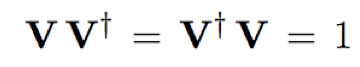 V V† = V† V = 1